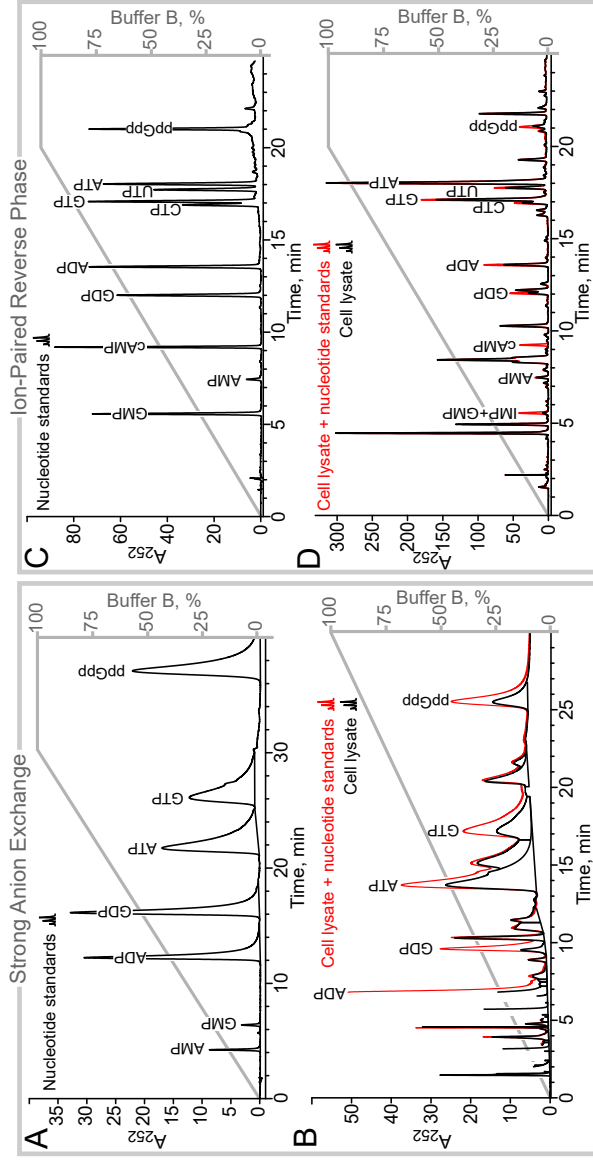 Strong Anion Exchange
A
Nucleotide standards
A252
35
30
25
20
15
10
5
0
AMP
GMP
ADP
GDP
ATP
GTP
ppGpp
Buffer B, %
100
75
50
25
0
0
10
20
30
Time, min
B
Cell lysate + nucleotide standards
Cell lysate
A252
50
40
30
20
10
0
ADP
GDP
ATP
GTP
ppGpp
Buffer B, %
100
75
50
25
0
0
5
10
15
20
25
Time, min
Ion-Paired Reverse Phase
C
Nucleotide standards
A252
80
60
40
20
0
GMP
AMP
cAMP
GDP
ADP
CTP
GTP
UTP
ATP
ppGpp
Buffer B, %
100
75
50
25
0
0
5
10
15
20
Time, min
D
Cell lysate + nucleotide standards
Cell lysate
A252
300
250
200
150
100
50
0
IMP+GMP
AMP
cAMP
GDP
ADP
CTP
GTP
UTP
ATP
ppGpp
Buffer B, %
100
75
50
25
0
0
5
10
15
20
Time, min